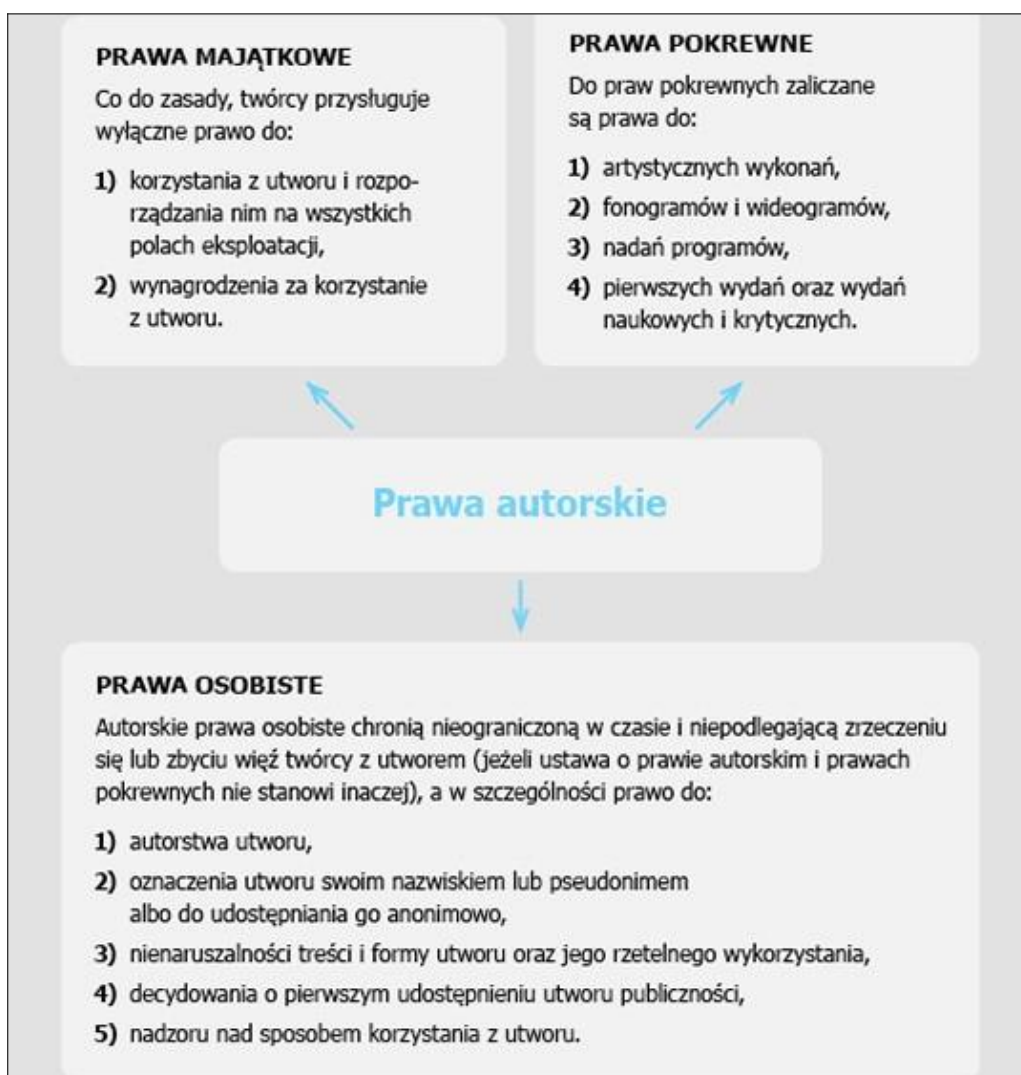 PRAWA MAJĄTKOWE
Co do zasady, twórcy przysługuje
wyłączne prawo do:
1) korzystania z utworu i rozpo-
rządzania nim na wszystkich
polach eksploatacji,
2) wynagrodzenia za korzystanie
z utworu.
PRAWA POKREWNE
Do praw pokrewnych zaliczane
są prawa do:
1) artystycznych wykonań,
2) fonogramów i wideogramów,
3) nadań programów,
4) pierwszych wydań oraz wydań
naukowych i krytycznych.
Prawa autorskie
PRAWA OSOBISTE
Autorskie prawa osobiste chronią nieograniczoną w czasie i niepodlegającą zrzeczeniu
się lub zbyciu więź twórcy z utworem (jeżeli ustawa o prawie autorskim i prawach
pokrewnych nie stanowi inaczej), a w szczególności prawo do:
1) autorstwa utworu,
2) oznaczenia utworu swoim nazwiskiem lub pseudonimem
albo do udostępniania go anonimowo,
3) nienaruszalności treści i formy utworu oraz jego rzetelnego wykorzystania,
4) decydowania o pierwszym udostępnieniu utworu publiczności,
5) nadzoru nad sposobem korzystania z utworu.